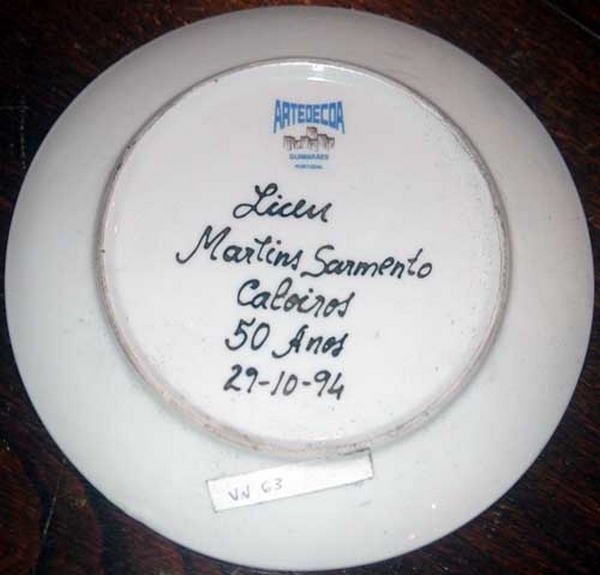 ARTEDECOA
GUIMARÃES
PORTUGAL
Liceu
Martins Sarmento
Caloiros
50 Anos
29-10-94
VN 63